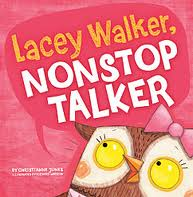 Lacey Walker,
NONSTOP
TALKER
BY CHRISTIANNE JONES